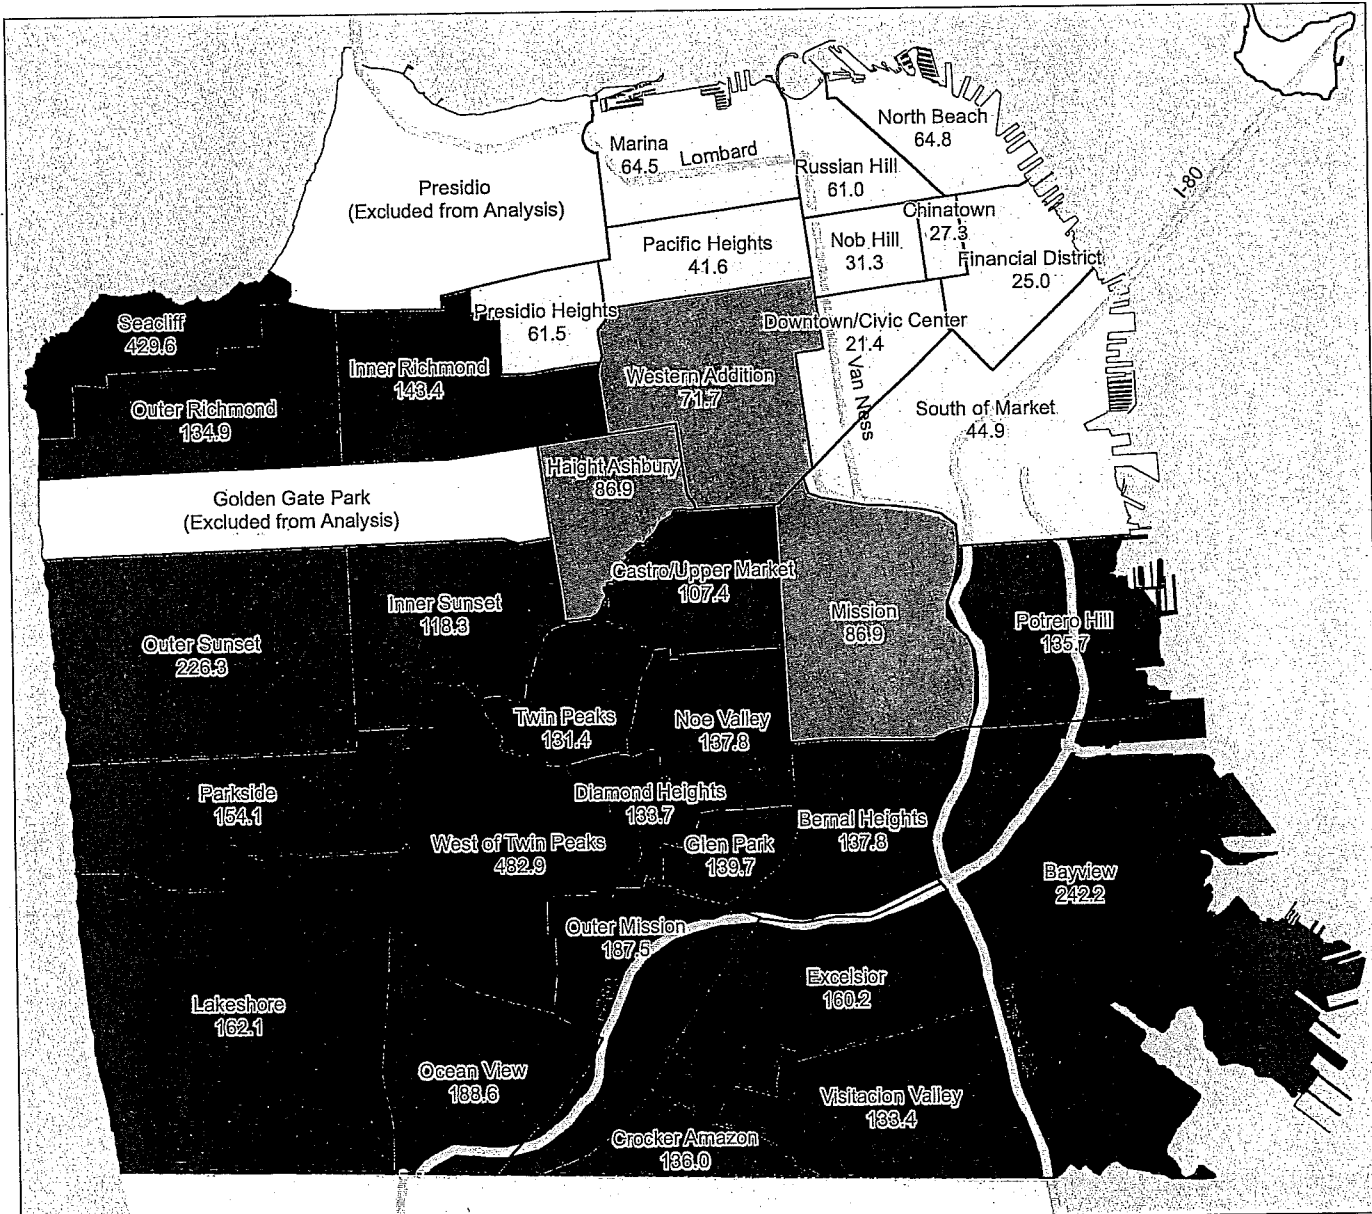 North Beach
64.8
Marina
64.5
Lombard
Russian Hill
61.0
I-80
Presidio
(Excluded from Analysis)
Chinatown
27.3
Pacific Heights
41.6
Nob Hill
31.3
Financial District
25.0
Presidio Heights
61.5
Seacliff
429.6
Downtown/Civic Center
21.4
Inner Richmond
143.4
Western Addition
71.7
Van Ness
Outer Richmond
134.9
South of Market
44.9
Haight Ashbury
86.9
Golden Gate Park
(Excluded from Analysis)
Castro/Upper Market
107.4
Inner Sunset
118.3
Mission
86.9
Potrero Hill
135.7
Outer Sunset
226.3
Twin Peaks
131.4
Noe Valley
137.8
Parkside
154.1
Diamond Heights
133.7
Bernal Heights
137.8
West of Twin Peaks
482.9
Glen Park
139.7
Bayview
242.2
Outer Mission
187.5
Excelsior
160.2
Lakeshore
162.1
Ocean View
188.6
Visitacion Valley
133.4
Crocker Amazon
136.0